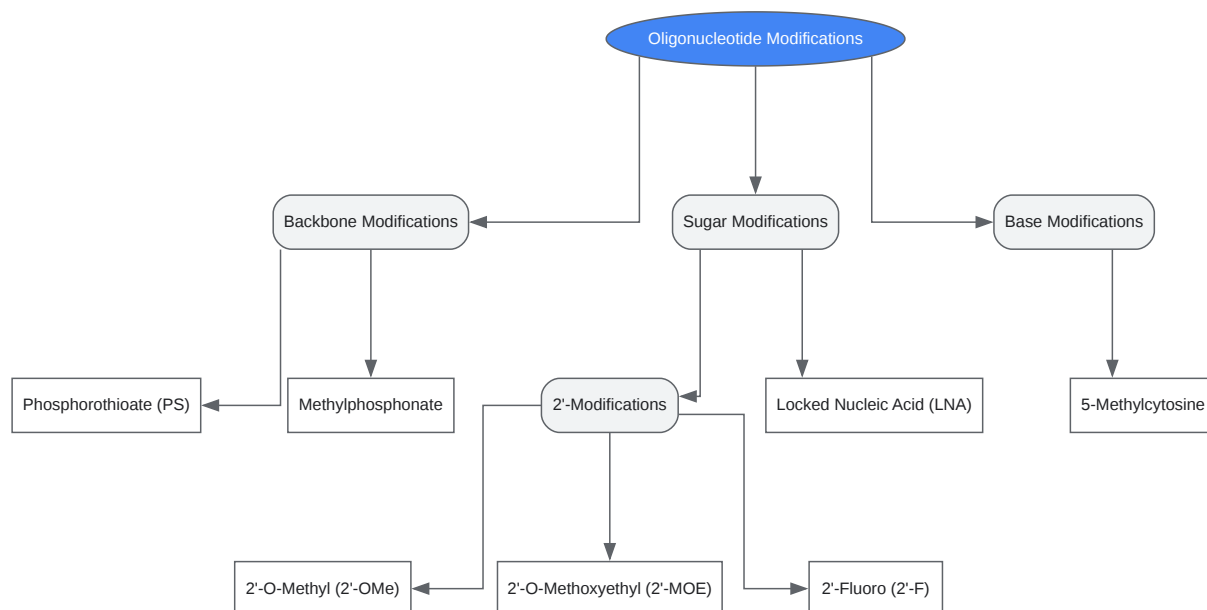 Oligonucleotide Modifications
Backbone Modifications
Sugar Modifications
Base Modifications
Phosphorothioate (PS)
Methylphosphonate
2'-Modifications
Locked Nucleic Acid (LNA)
5-Methylcytosine
2'-O-Methyl (2'-OMe)
2'-O-Methoxyethyl (2'-MOE)
2'-Fluoro (2'-F)